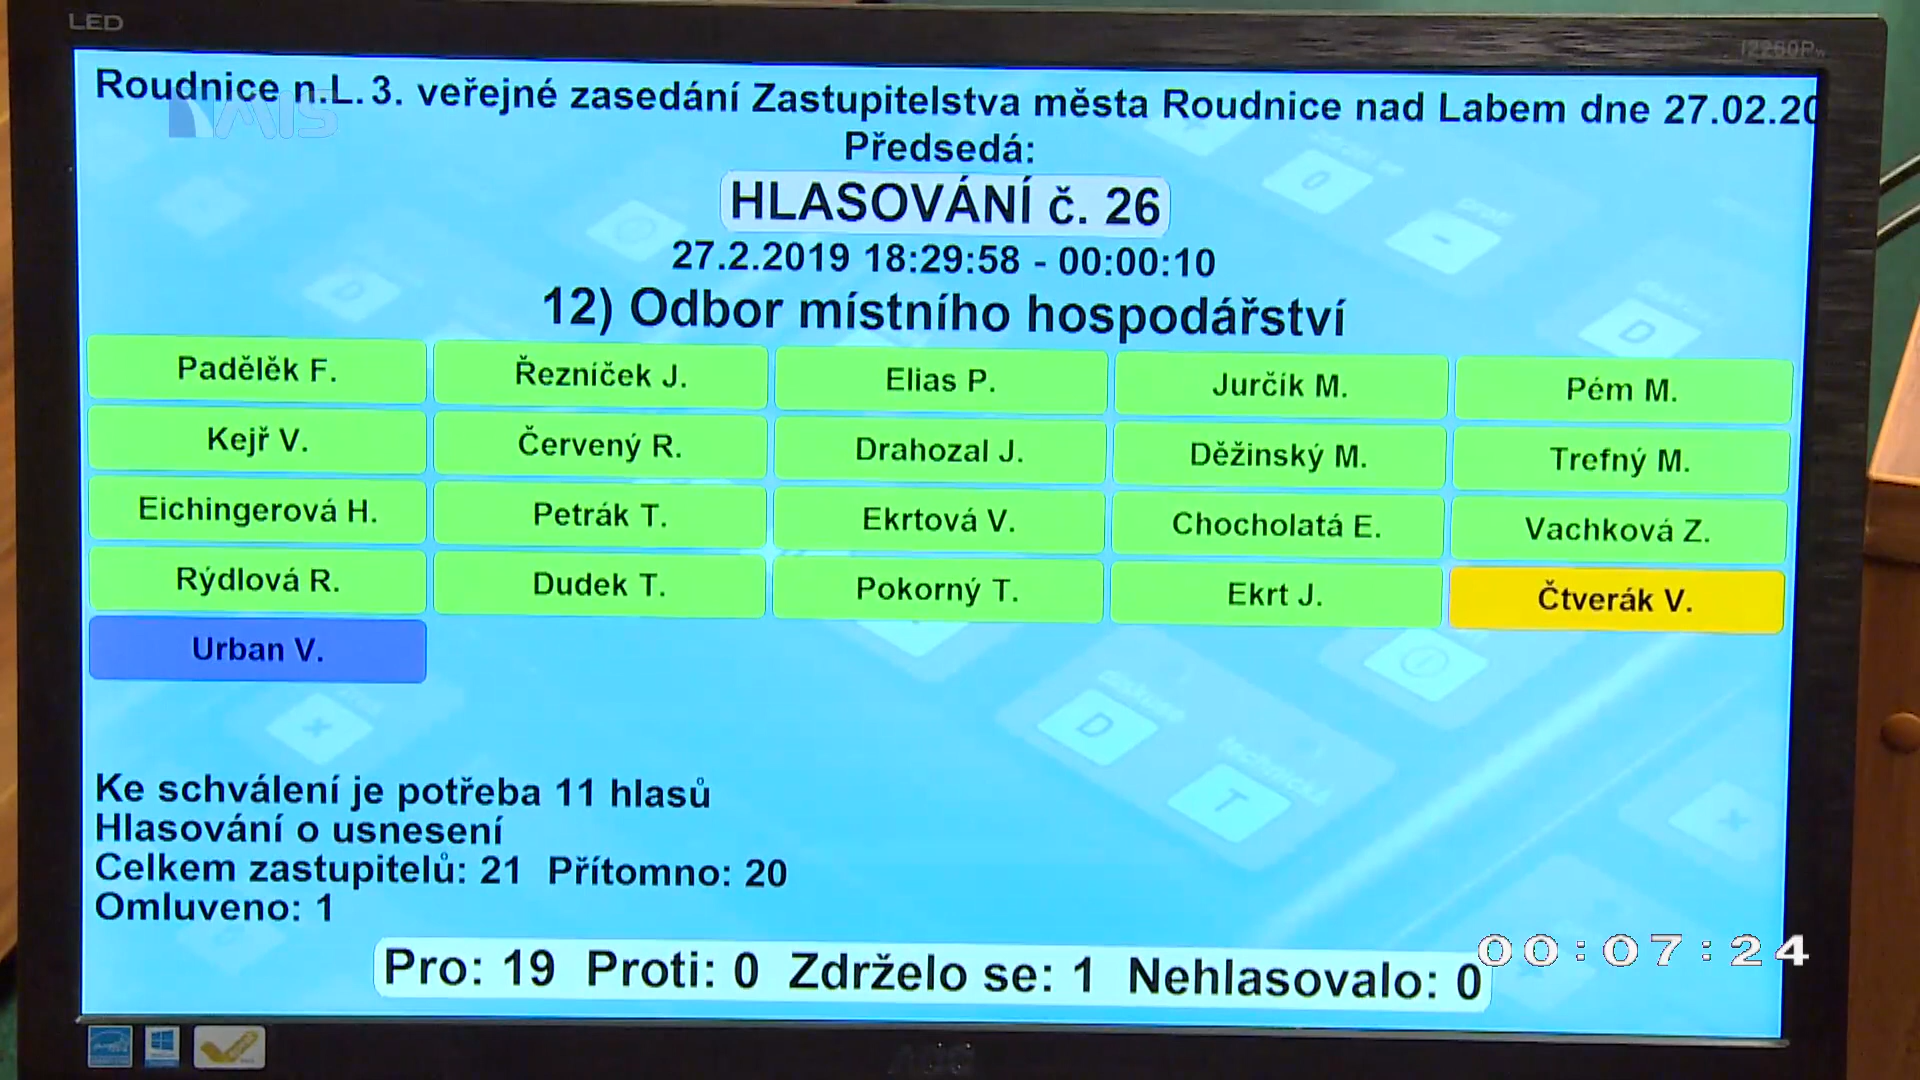 LED
Roudnice n.L. 3. veřejné zasedání Zastupitelstva města Roudnice nad Labem dne 27.02.20
MIS
Předsedá:
HLASOVÁNÍ č. 26
27.2.2019 18:29:58 - 00:00:10
12) Odbor místního hospodářství
Padělěk F. Řezníček J. Elias P. Jurčík M. Pém M.
Kejř V. Červený R. Drahozal J. Děžinský M. Trefný M.
Eichingerová H. Petrák T. Ekrtová V. Chocholatá E. Vachková Z.
Rýdlová R. Dudek T. Pokorný T. Ekrt J. Čtverák V.
Urban V.
Ke schválení je potřeba 11 hlasů
Hlasování o usnesení
Celkem zastupitelů: 21 Přítomno: 20
Omluveno: 1
Pro: 19 Proti: 0 Zdrželo se: 1 Nehlasovalo: 0
00:07:24
AOC